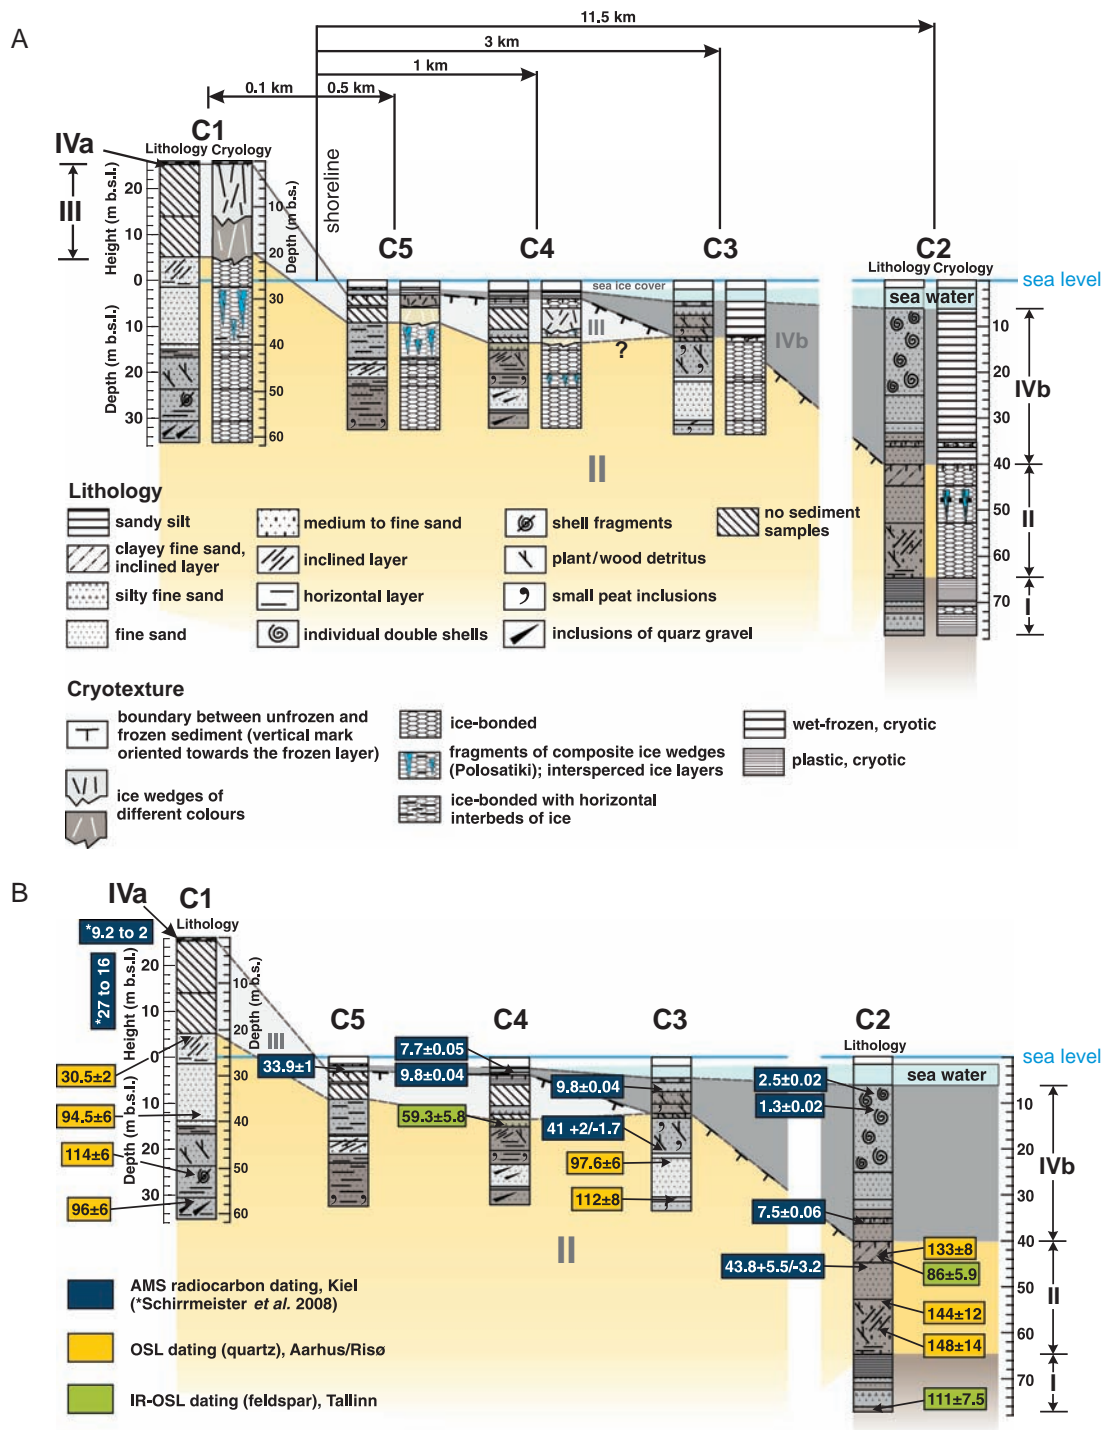 A
11.5 km
3 km
1 km
0.1 km
0.5 km
C1
IVa
Lithology
Cryology
III
Height (m b.s.l.)
20
10
0
Depth (m b.s.l.)
10
20
30
Depth (m b.s.)
10
20
30
40
50
60
shoreline
C5
C4
C3
C2
Lithology
Cryology
sea level
sea ice cover
sea water
III
IVb
?
II
10
20
30
40
50
60
70
IVb
II
I
Lithology
sandy silt
clayey fine sand,
inclined layer
silty fine sand
fine sand
medium to fine sand
inclined layer
horizontal layer
individual double shells
shell fragments
plant/wood detritus
small peat inclusions
inclusions of quarz gravel
no sediment
samples
Cryotexture
boundary between unfrozen and
frozen sediment (vertical mark
oriented towards the frozen layer)
ice wedges of
different colours
ice-bonded
fragments of composite ice wedges
(Polosatiki); intersperced ice layers
ice-bonded with horizontal
interbeds of ice
wet-frozen, cryotic
plastic, cryotic
B
IVa
C1
Lithology
*9.2 to 2
*27 to 16
Height (m b.s.l.)
20
10
0
Depth (m b.s.l.)
10
20
30
Depth (m b.s.)
10
20
30
40
50
60
30.5±2
94.5±6
114±6
96±6
III
C5
33.9±1
C4
7.7±0.05
9.8±0.04
59.3±5.8
C3
9.8±0.04
41 +2/-1.7
97.6±6
112±8
C2
Lithology
sea level
sea water
2.5±0.02
1.3±0.02
7.5±0.06
43.8+5.5/-3.2
133±8
86±5.9
144±12
148±14
111±7.5
10
20
30
40
50
60
70
IVb
II
I
II
AMS radiocarbon dating, Kiel
(*Schirrmeister et al. 2008)
OSL dating (quartz), Aarhus/Risø
IR-OSL dating (feldspar), Tallinn